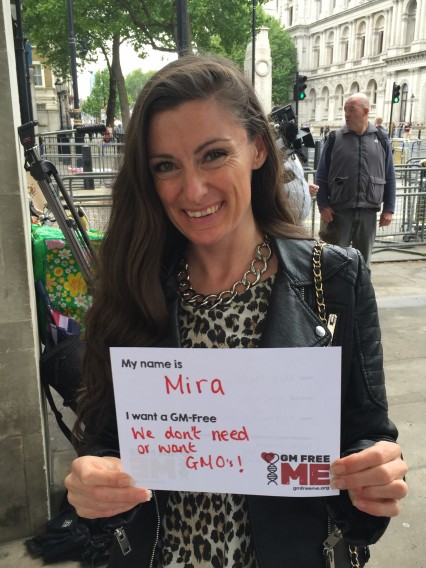 My name is
Mira
I want a GM-Free
We don't need
or want
GMO's!
GM FREE
ME
gmfreeme.org